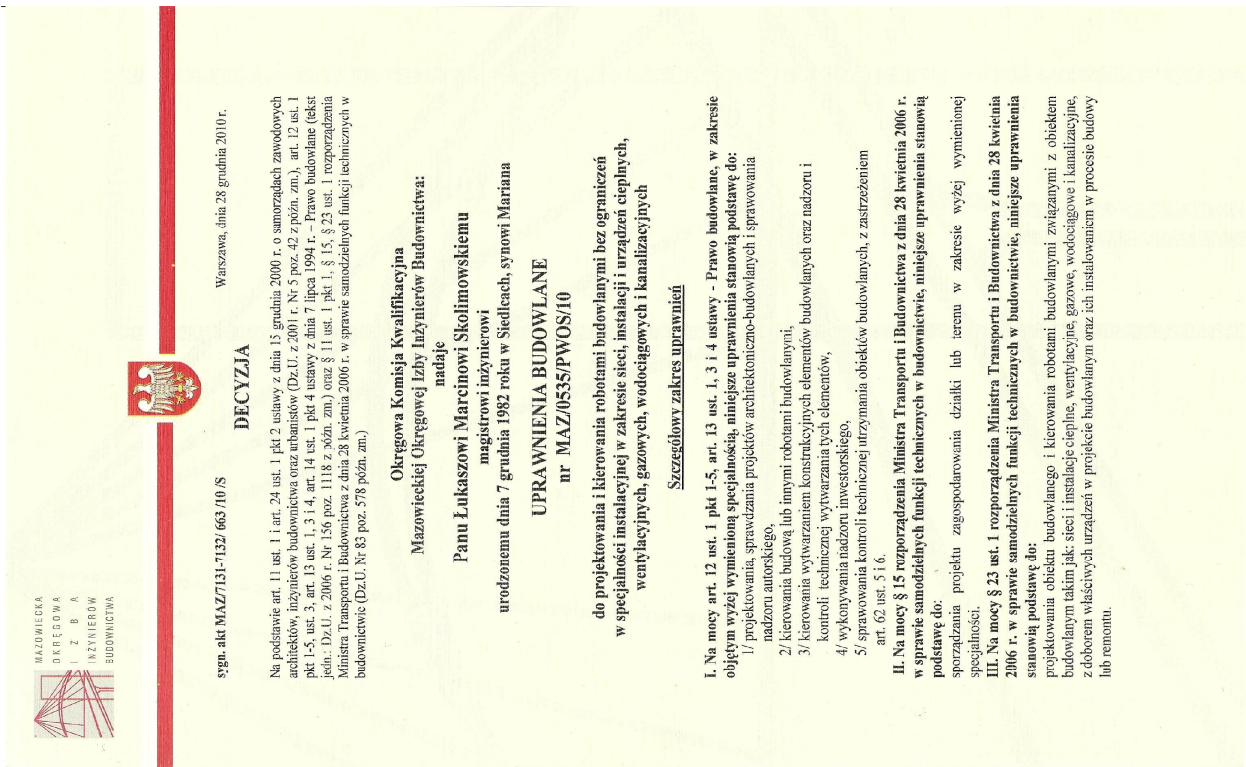 MAZOWIECKA
OKRĘGOWA
IZBA
INŻYNIERÓW
BUDOWNICTWA
sygn. akt MAZ/7131-7132/ 663 /10 /S
Warszawa, dnia 28 grudnia 2010 r.
DECYZJA
Na podstawie art. 11 ust. 1 i art. 24 ust. 1 pkt 2 ustawy z dnia 15 grudnia 2000 r. o samorządach zawodowych
architektów, inżynierów budownictwa oraz urbanistów (Dz.U. z 2001 r. Nr 5 poz. 42 z późn. zm.), art. 12 ust. 1
pkt 1-5, ust. 3, art. 13 ust. 1, 3 i 4, art. 14 ust. 1 pkt 4 ustawy z dnia 7 lipca 1994 r. – Prawo budowlane (tekst
jedn.: Dz.U. z 2006 r. Nr 156 poz. 1118 z późn. zm.) oraz § 11 ust. 1 pkt 1, § 15, § 23 ust. 1 rozporządzenia
Ministra Transportu i Budownictwa z dnia 28 kwietnia 2006 r. w sprawie samodzielnych funkcji technicznych w
budownictwie (Dz.U. Nr 83 poz. 578 późn. zm.)
Okręgowa Komisja Kwalifikacyjna
Mazowieckiej Okręgowej Izby Inżynierów Budownictwa:
nadaje
Panu Łukaszowi Marcinowi Skolimowskiemu
magistrowi inżynierowi
urodzonemu dnia 7 grudnia 1982 roku w Siedlcach, synowi Mariana
UPRAWNIENIA BUDOWLANE
nr MAZ/0535/PWOS/10
do projektowania i kierowania robotami budowlanymi bez ograniczeń
w specjalności instalacyjnej w zakresie sieci, instalacji i urządzeń cieplnych,
wentylacyjnych, gazowych, wodociągowych i kanalizacyjnych
Szczegółowy zakres uprawnień
I. Na mocy art. 12 ust. 1 pkt 1-5, art. 13 ust. 1, 3 i 4 ustawy - Prawo budowlane, w zakresie
objętym wyżej wymienioną specjalnością, niniejsze uprawnienia stanowią podstawę do:
1/ projektowania, sprawdzania projektów architektoniczno-budowlanych i sprawowania
nadzoru autorskiego,
2/ kierowania budową lub innymi robotami budowlanymi,
3/ kierowania wytwarzaniem konstrukcyjnych elementów budowlanych oraz nadzoru i
kontroli technicznej wytwarzania tych elementów,
4/ wykonywania nadzoru inwestorskiego,
5/ sprawowania kontroli technicznej utrzymania obiektów budowlanych, z zastrzeżeniem
art. 62 ust. 5 i 6.
II. Na mocy § 15 rozporządzenia Ministra Transportu i Budownictwa z dnia 28 kwietnia 2006 r.
w sprawie samodzielnych funkcji technicznych w budownictwie, niniejsze uprawnienia stanowią
podstawę do:
sporządzania projektu zagospodarowania działki lub terenu w zakresie wyżej wymienionej
specjalności.
III. Na mocy § 23 ust. 1 rozporządzenia Ministra Transportu i Budownictwa z dnia 28 kwietnia
2006 r. w sprawie samodzielnych funkcji technicznych w budownictwie, niniejsze uprawnienia
stanowią podstawę do:
projektowania obiektu budowlanego i kierowania robotami budowlanymi związanymi z obiektem
budowlanym takim jak: sieci i instalacje cieplne, wentylacyjne, gazowe, wodociągowe i kanalizacyjne,
z doborem właściwych urządzeń w projekcie budowlanym oraz ich instalowaniem w procesie budowy
lub remontu.